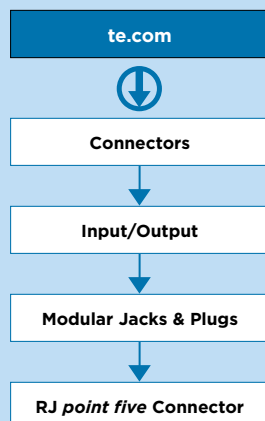 te.com
Connectors
Input/Output
Modular Jacks & Plugs
RJ point five Connector